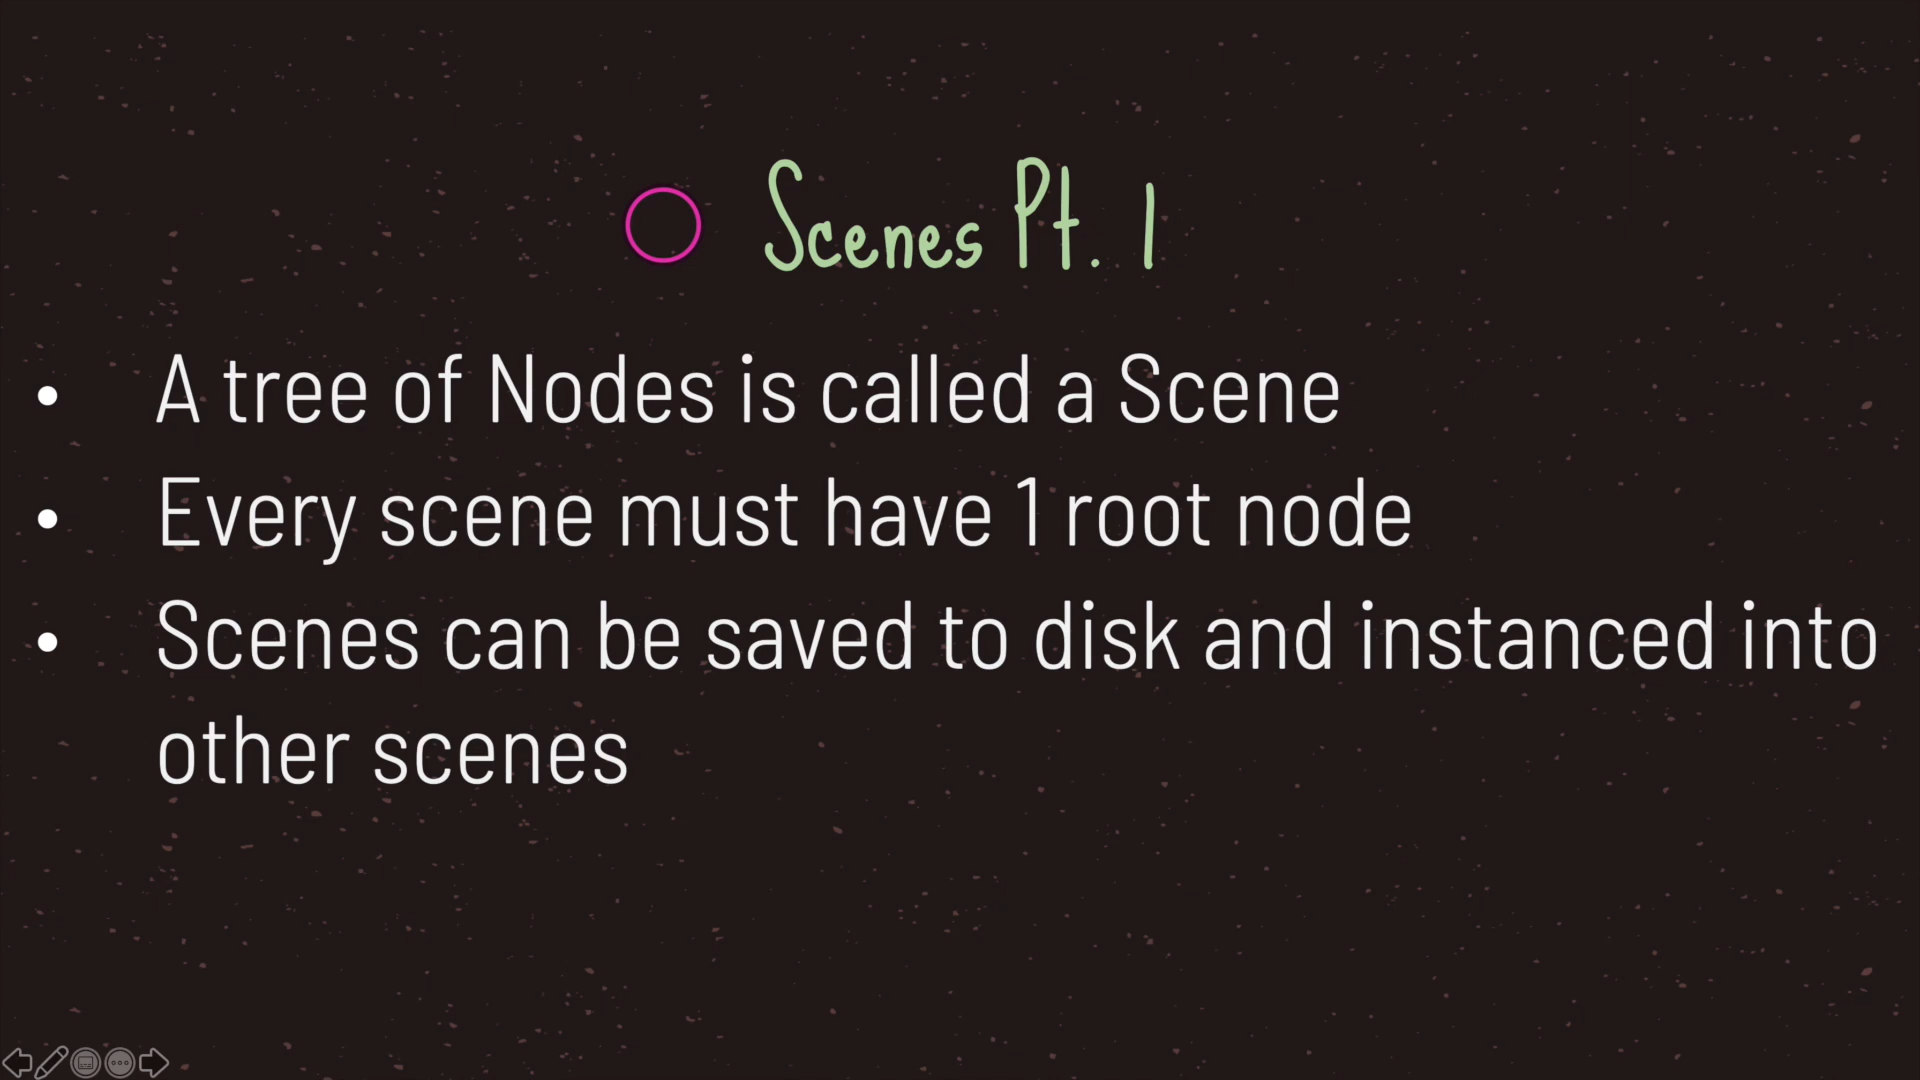 Scenes Pt. 1
• A tree of Nodes is called a Scene
• Every scene must have 1 root node
• Scenes can be saved to disk and instanced into
other scenes